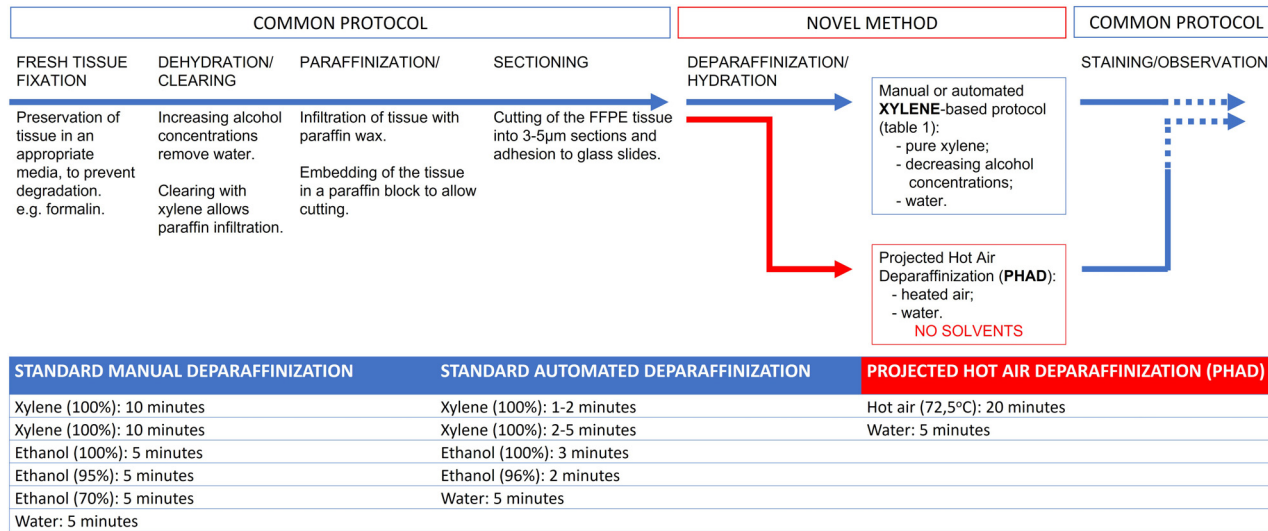 COMMON PROTOCOL
NOVEL METHOD
COMMON PROTOCOL
FRESH TISSUE
FIXATION
DEHYDRATION/
CLEARING
PARAFFINIZATION/
SECTIONING
DEPARAFFINIZATION/
HYDRATION
STAINING/OBSERVATION
Preservation of
tissue in an
appropriate
media, to prevent
degradation.
e.g. formalin.
Increasing alcohol
concentrations
remove water.
Clearing with
xylene allows
paraffin infiltration.
Infiltration of tissue with
paraffin wax.
Embedding of the tissue
in a paraffin block to allow
cutting.
Cutting of the FFPE tissue
into 3-5µm sections and
adhesion to glass slides.
Manual or automated
XYLENE-based protocol
(table 1):
- pure xylene;
- decreasing alcohol
concentrations;
- water.
Projected Hot Air
Deparaffinization (PHAD):
- heated air;
- water.
NO SOLVENTS
STANDARD MANUAL DEPARAFFINIZATION
STANDARD AUTOMATED DEPARAFFINIZATION
PROJECTED HOT AIR DEPARAFFINIZATION (PHAD)
Xylene (100%): 10 minutes
Xylene (100%): 1-2 minutes
Hot air (72,5°C): 20 minutes
Xylene (100%): 10 minutes
Xylene (100%): 2-5 minutes
Water: 5 minutes
Ethanol (100%): 5 minutes
Ethanol (100%): 3 minutes
Ethanol (95%): 5 minutes
Ethanol (96%): 2 minutes
Ethanol (70%): 5 minutes
Water: 5 minutes
Water: 5 minutes